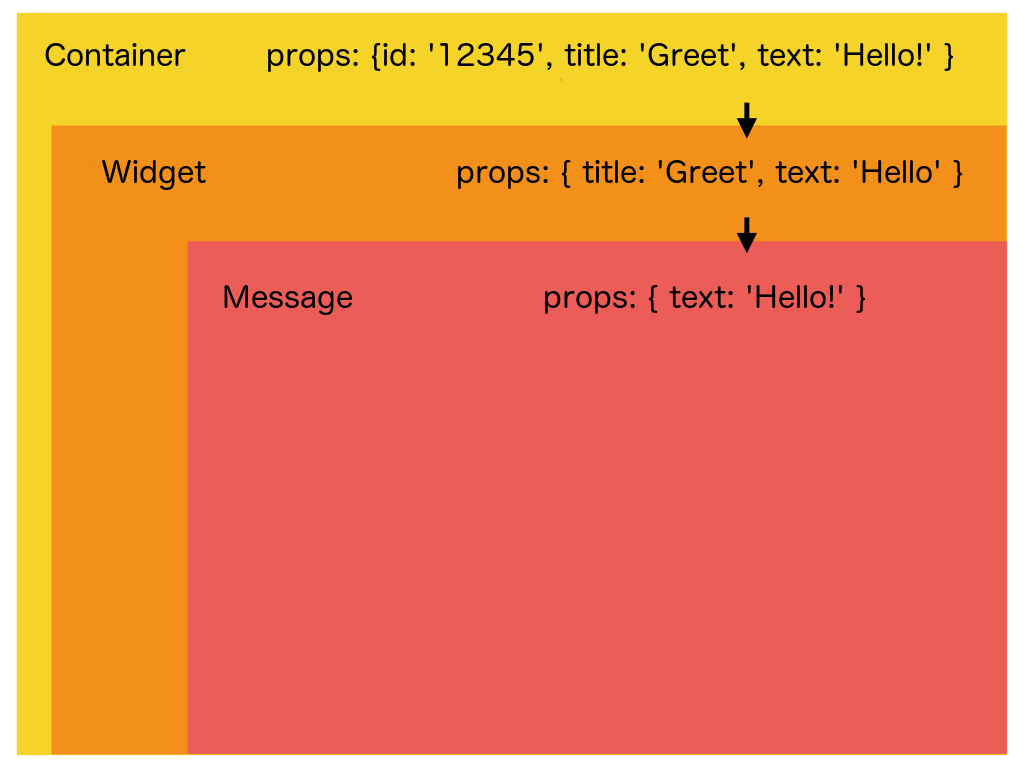 Container props: {id: '12345', title: 'Greet', text: 'Hello!' }
Widget props: { title: 'Greet', text: 'Hello' }
Message props: { text: 'Hello!' }